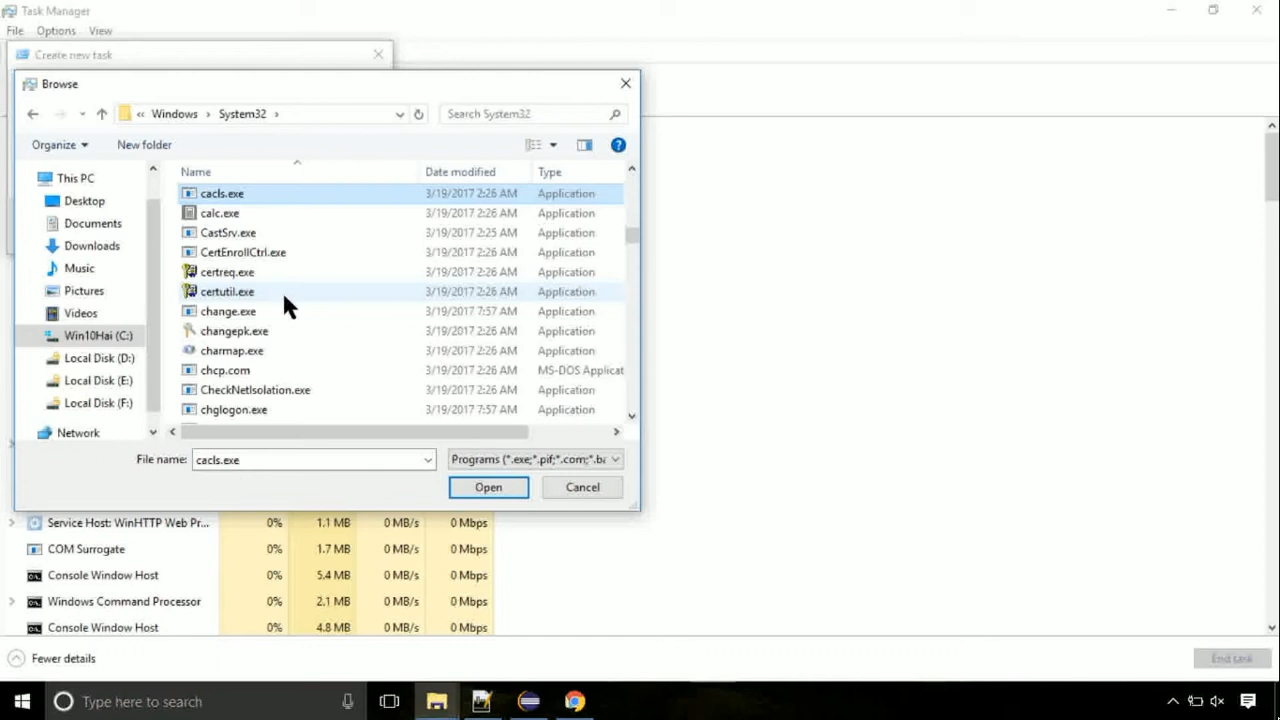 Task Manager
File Options View
Create new task
Browse
« Windows › System32 ›
Search System32
Organize
New folder
Name Date modified Type
This PC
Desktop
Documents
Downloads
Music
Pictures
Videos
Win10Hai (C:)
Local Disk (D:)
Local Disk (E:)
Local Disk (F:)
Network
cacls.exe 3/19/2017 2:26 AM Application
calc.exe 3/19/2017 2:26 AM Application
CastSrv.exe 3/19/2017 2:25 AM Application
CertEnrollCtrl.exe 3/19/2017 2:26 AM Application
certreq.exe 3/19/2017 2:26 AM Application
certutil.exe 3/19/2017 2:26 AM Application
change.exe 3/19/2017 7:57 AM Application
changepk.exe 3/19/2017 2:26 AM Application
charmap.exe 3/19/2017 2:26 AM Application
chcp.com 3/19/2017 2:26 AM MS-DOS Applicat
CheckNetIsolation.exe 3/19/2017 2:26 AM Application
chglogon.exe 3/19/2017 7:57 AM Application
File name: cacls.exe
Programs (*.exe;*.pif;*.com;*.ba
Open Cancel
Service Host: WinHTTP Web Pr... 0% 1.1 MB 0 MB/s 0 Mbps
COM Surrogate 0% 1.7 MB 0 MB/s 0 Mbps
Console Window Host 0% 5.4 MB 0 MB/s 0 Mbps
Windows Command Processor 0% 2.1 MB 0 MB/s 0 Mbps
Console Window Host 0% 4.8 MB 0 MB/s 0 Mbps
Fewer details
End task
Type here to search